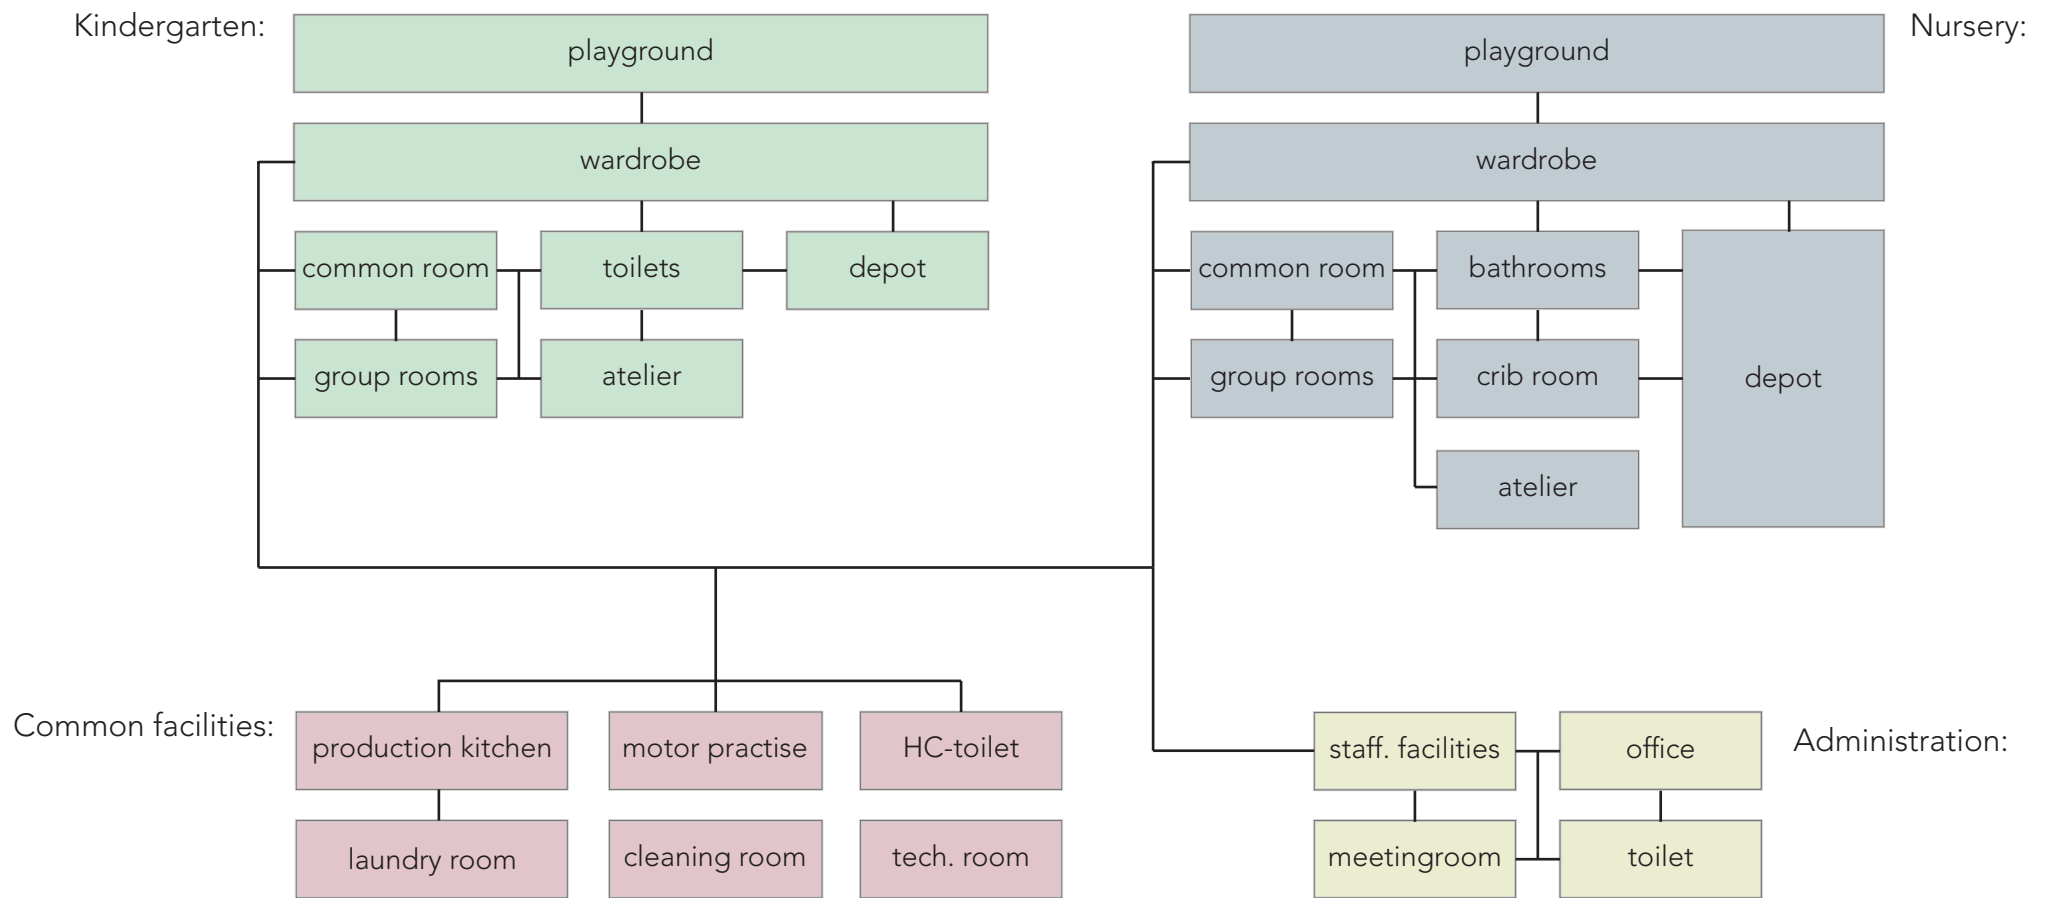 Kindergarten:
playground
wardrobe
common room
toilets
depot
group rooms
atelier
Nursery:
playground
wardrobe
common room
bathrooms
depot
group rooms
crib room
atelier
Common facilities:
production kitchen
motor practise
HC-toilet
laundry room
cleaning room
tech. room
Administration:
staff. facilities
office
meetingroom
toilet